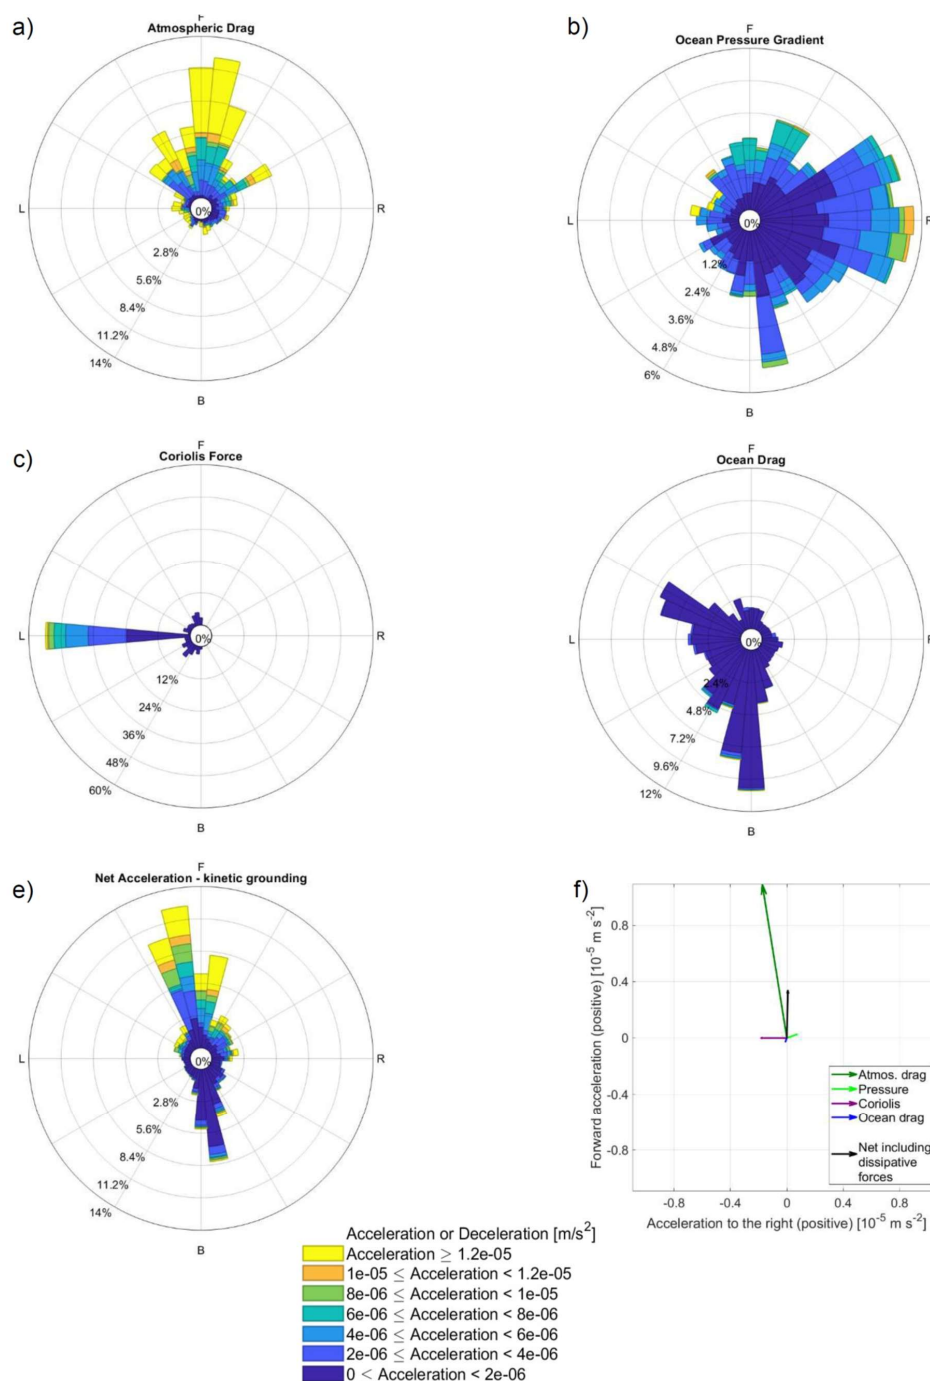 a)
F
Atmospheric Drag
L
R
0%
2.8%
5.6%
8.4%
11.2%
14%
B
b)
F
Ocean Pressure Gradient
0%
1.2%
2.4%
3.6%
4.8%
6%
B
c)
F
Coriolis Force
L
R
0%
12%
24%
36%
48%
60%
B
F
Ocean Drag
L
0%
2.4%
4.8%
7.2%
9.6%
12%
B
e)
F
Net Acceleration - kinetic grounding
L
R
0%
2.8%
5.6%
8.4%
11.2%
14%
B
f)
Forward acceleration (positive) [10⁻⁵ m s⁻²]
0.8
0.4
0
-0.4
-0.8
Atmos. drag
Pressure
Coriolis
Ocean drag
Net including
dissipative
forces
-0.8 -0.4 0 0.4 0.8
Acceleration to the right (positive) [10⁻⁵ m s⁻²]
Acceleration or Deceleration [m/s²]
Acceleration ≥ 1.2e-05
1e-05 ≤ Acceleration < 1.2e-05
8e-06 ≤ Acceleration < 1e-05
6e-06 ≤ Acceleration < 8e-06
4e-06 ≤ Acceleration < 6e-06
2e-06 ≤ Acceleration < 4e-06
0 < Acceleration < 2e-06